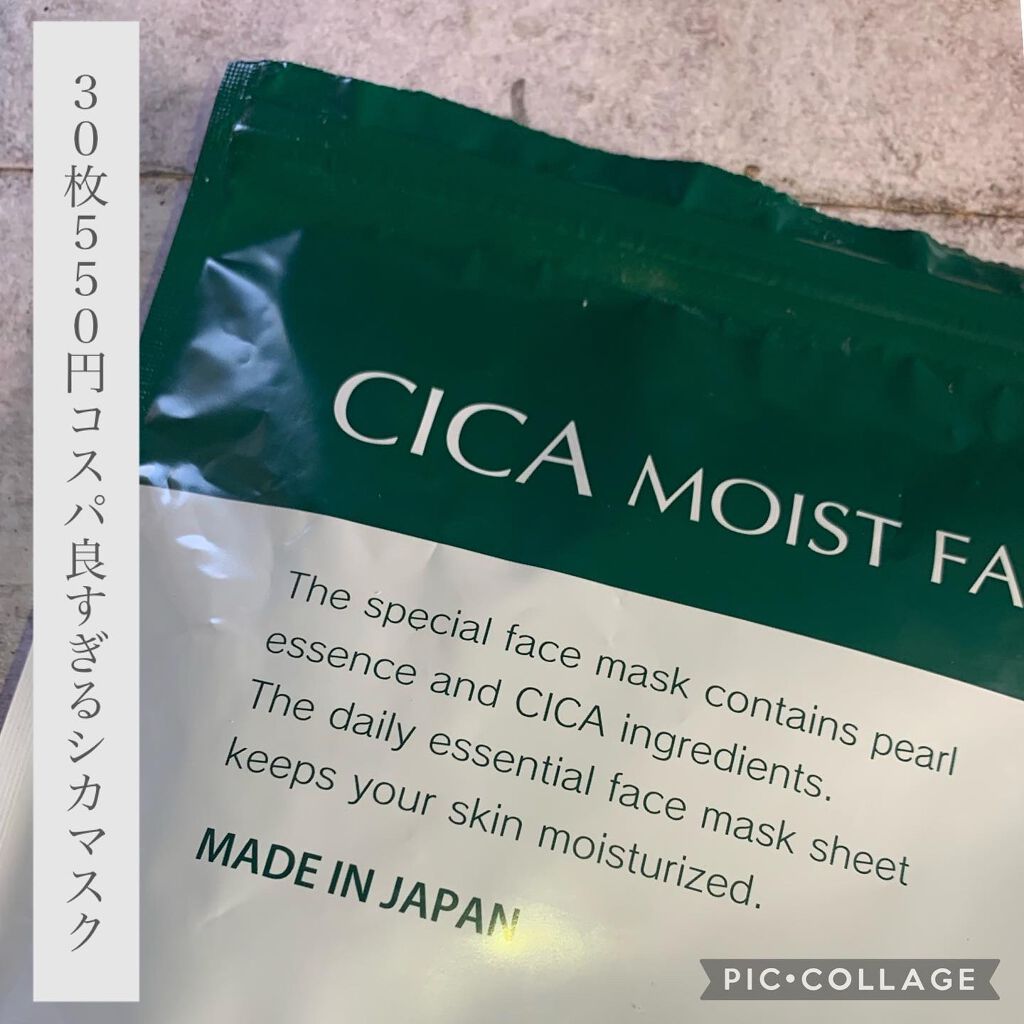 ３０枚５５０円コスパ良すぎるシカマスク
CICA MOIST FA
The special face mask contains pearl
essence and CICA ingredients.
The daily essential face mask sheet
keeps your skin moisturized.
MADE IN JAPAN
PIC•COLLAGE